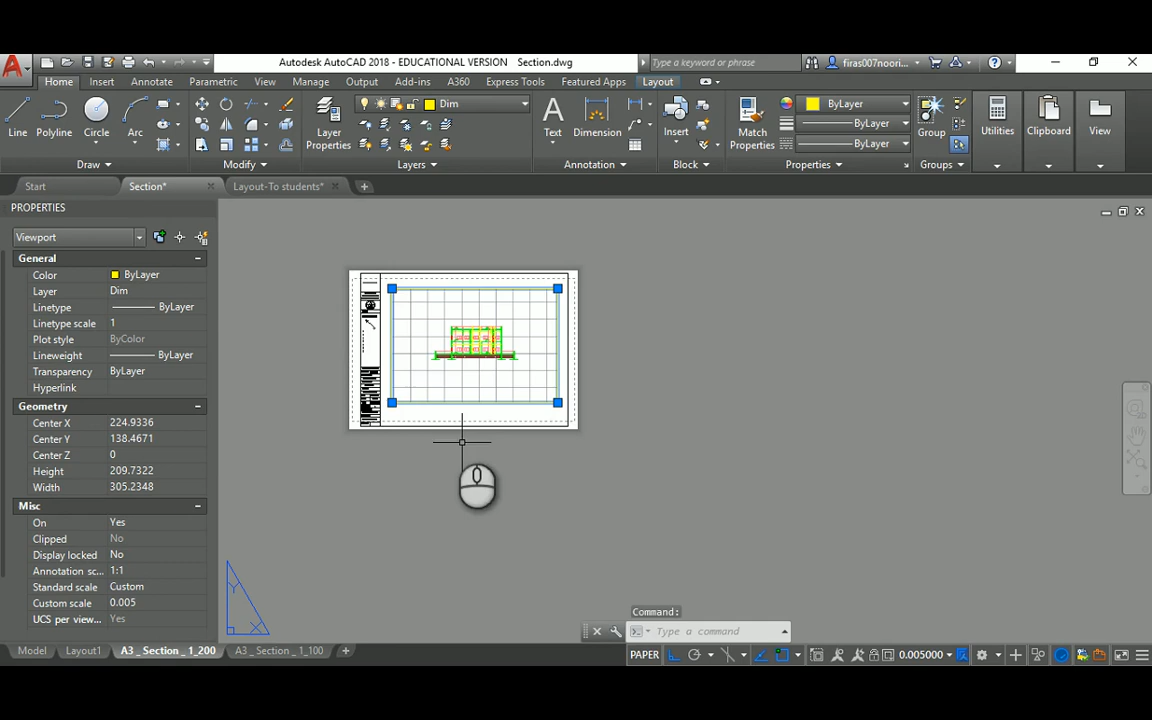 Autodesk AutoCAD 2018 - EDUCATIONAL VERSION Section.dwg
Type a keyword or phrase
firas007noori...
Home Insert Annotate Parametric View Manage Output Add-ins A360 Express Tools Featured Apps Layout
Dim
ByLayer
ByLayer
ByLayer
Line Polyline Circle Arc
Layer Properties
Text Dimension
Insert
Match Properties
Group
Utilities Clipboard View
Draw Modify Layers Annotation Block Properties Groups
Start Section* Layout-To students*
PROPERTIES
Viewport
General
Color ByLayer
Layer Dim
Linetype ByLayer
Linetype scale 1
Plot style ByColor
Lineweight ByLayer
Transparency ByLayer
Hyperlink
Geometry
Center X 224.9336
Center Y 138.4671
Center Z 0
Height 209.7322
Width 305.2348
Misc
On Yes
Clipped No
Display locked No
Annotation sc... 1:1
Standard scale Custom
Custom scale 0.005
UCS per view... Yes
Y
X
Command:
Type a command
Model Layout1 A3 _ Section _ 1_200 A3 _ Section _ 1_100
PAPER 0.005000